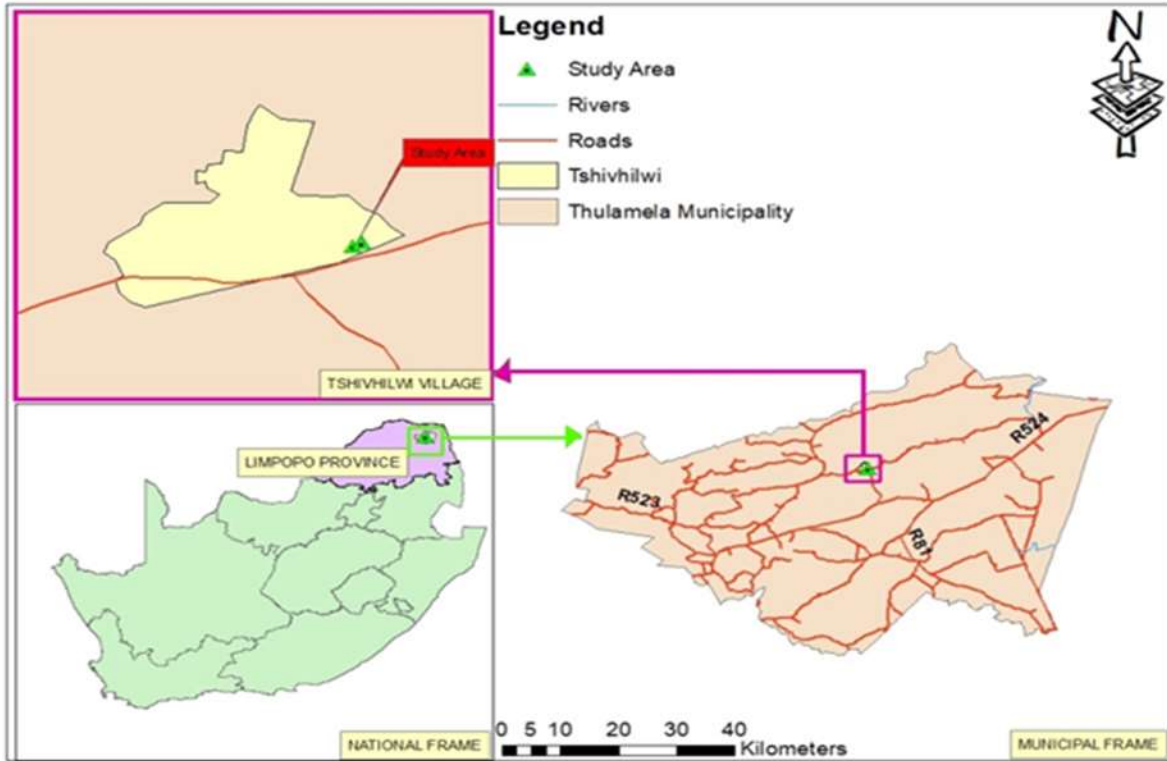 Legend
Study Area
Rivers
Roads
Tshivhilwi
Thulamela Municipality
N
Study Area
TSHIVHILWI VILLAGE
LIMPOPO PROVINCE
NATIONAL FRAME
R524
R523
R81
0 5 10 20 30 40
Kilometers
MUNICIPAL FRAME